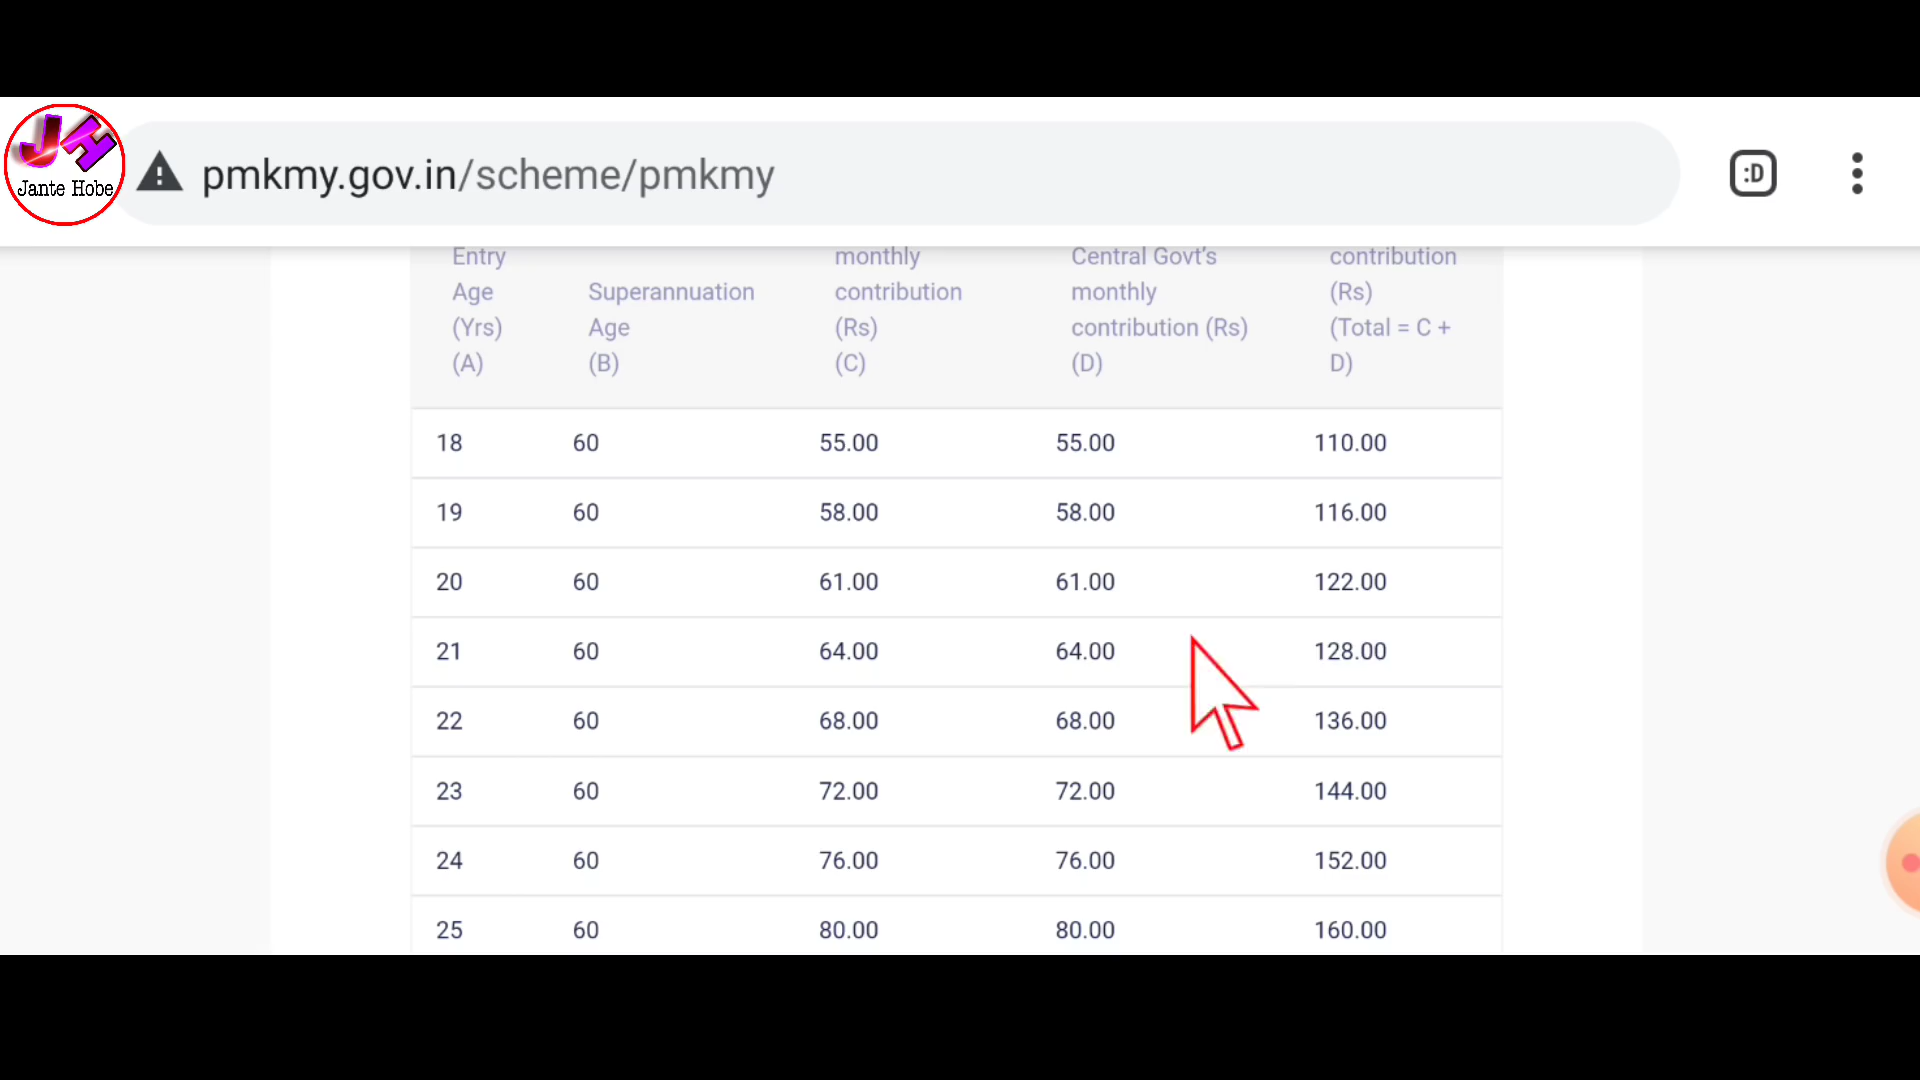 JH
Jante Hobe
pmkmy.gov.in/scheme/pmkmy
:D
Entry
Age
(Yrs)
(A)
Superannuation
Age
(B)
monthly
contribution
(Rs)
(C)
Central Govt's
monthly
contribution (Rs)
(D)
contribution
(Rs)
(Total = C +
D)
18 60 55.00 55.00 110.00
19 60 58.00 58.00 116.00
20 60 61.00 61.00 122.00
21 60 64.00 64.00 128.00
22 60 68.00 68.00 136.00
23 60 72.00 72.00 144.00
24 60 76.00 76.00 152.00
25 60 80.00 80.00 160.00